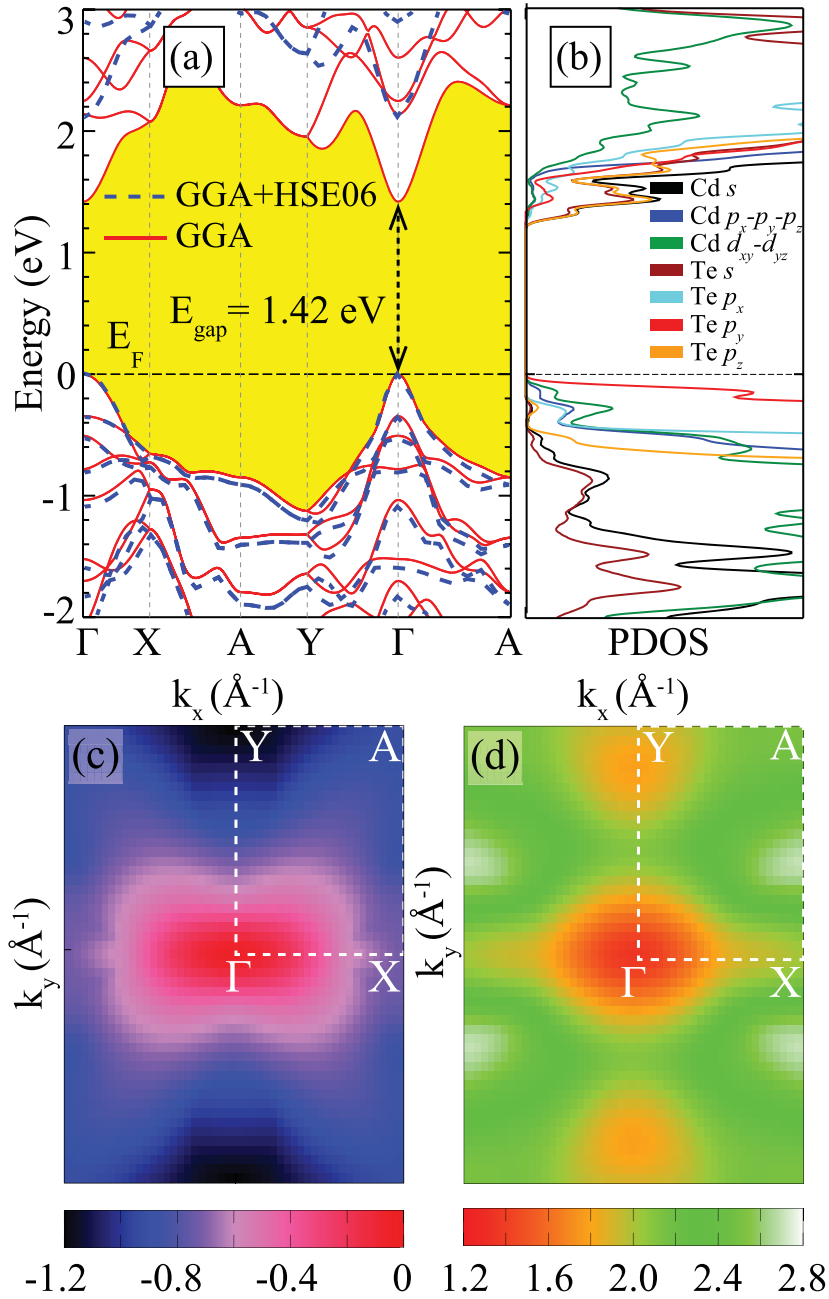 3
2
1
0
-1
-2
Energy (eV)
(a)
GGA+HSE06
GGA
E_gap = 1.42 eV
E_F
Γ X A Y Γ A
(b)
Cd s
Cd p_x-p_y-p_z
Cd d_xy-d_yz
Te s
Te p_x
Te p_y
Te p_z
PDOS
k_x (Å⁻¹)
k_x (Å⁻¹)
(c)
Y A
k_y (Å⁻¹)
Γ X
(d)
Y A
k_y (Å⁻¹)
Γ X
-1.2 -0.8 -0.4 0
1.2 1.6 2.0 2.4 2.8